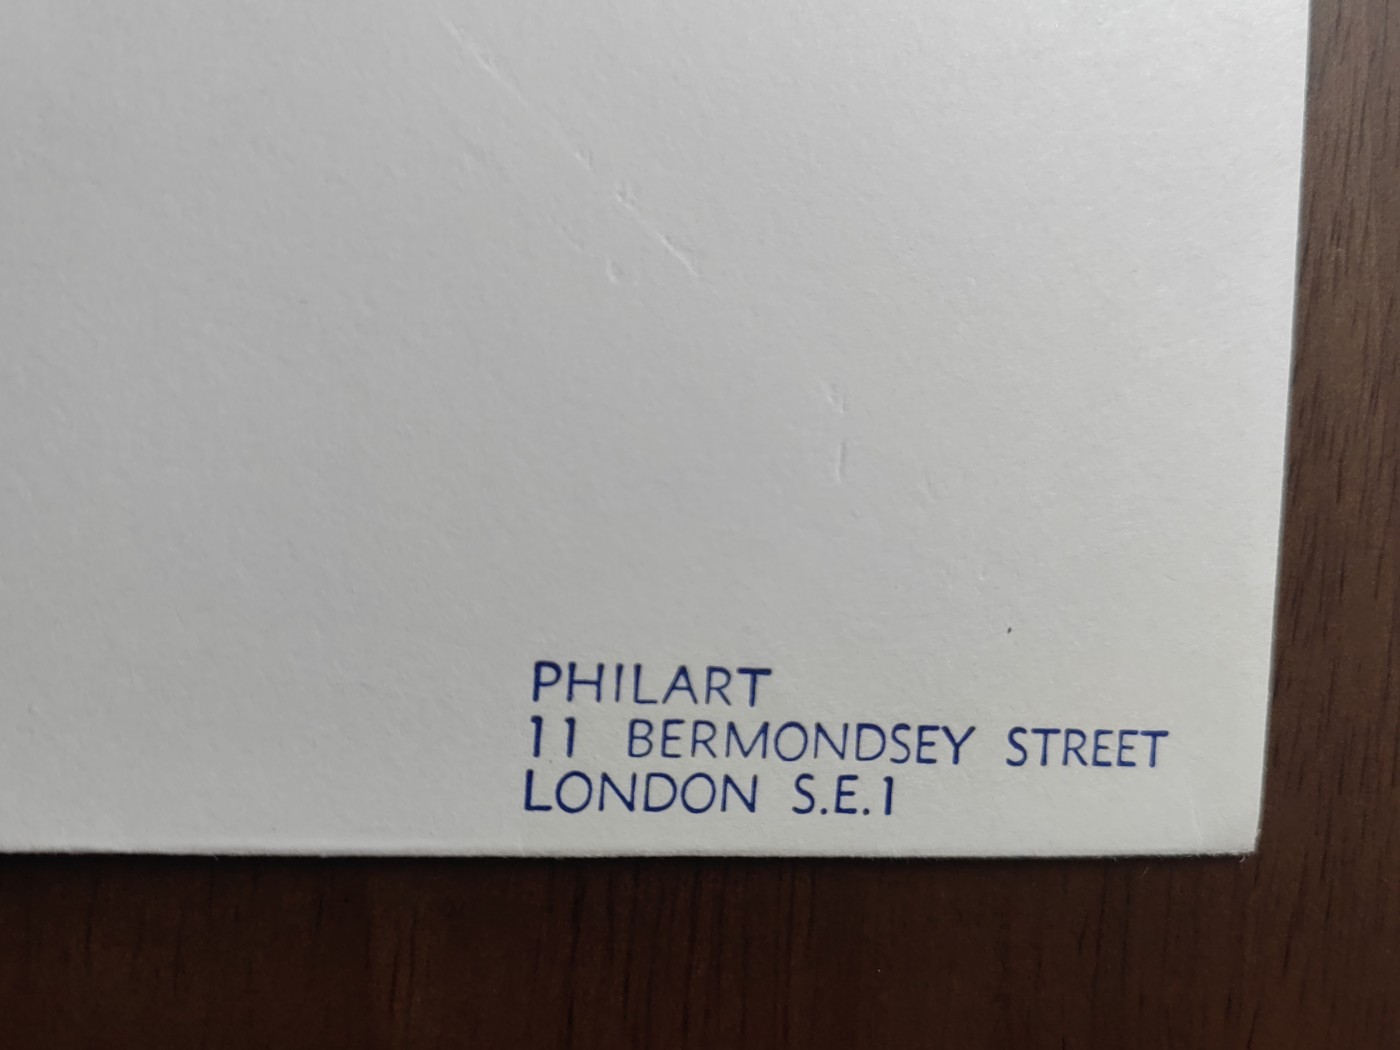 PHILART
11 BERMONDSEY STREET
LONDON S.E.1